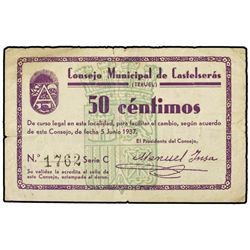 Consejo Municipal de Castelserás
(TERUEL)
50 céntimos
De curso legal en esta localidad, para facilitar el cambio, según acuerdo
de este Consejo, de fecha 5 Junio 1937.
El Presidente del Consejo,
N.º 1762 Serie C
Manuel Insa
Su validez la acredita el sello de
este Consejo, estampado al dorso.